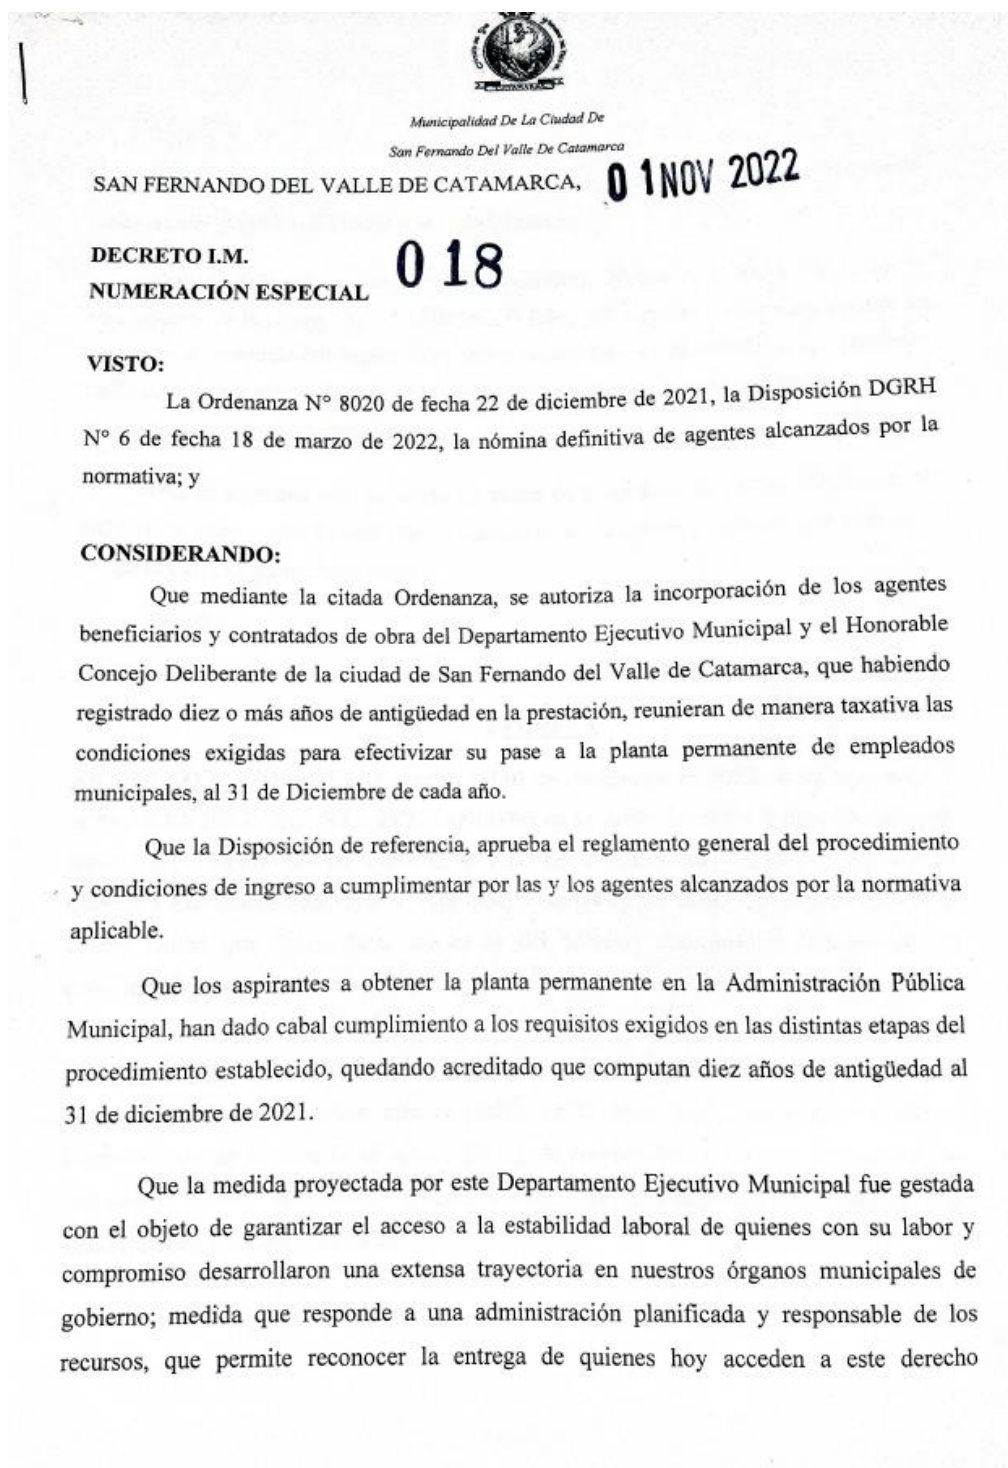 Municipalidad De La Ciudad De
San Fernando Del Valle De Catamarca
SAN FERNANDO DEL VALLE DE CATAMARCA, 01 NOV 2022
DECRETO I.M.
NUMERACIÓN ESPECIAL 018
VISTO:
La Ordenanza N° 8020 de fecha 22 de diciembre de 2021, la Disposición DGRH
N° 6 de fecha 18 de marzo de 2022, la nómina definitiva de agentes alcanzados por la
normativa; y
CONSIDERANDO:
Que mediante la citada Ordenanza, se autoriza la incorporación de los agentes
beneficiarios y contratados de obra del Departamento Ejecutivo Municipal y el Honorable
Concejo Deliberante de la ciudad de San Fernando del Valle de Catamarca, que habiendo
registrado diez o más años de antigüedad en la prestación, reunieran de manera taxativa las
condiciones exigidas para efectivizar su pase a la planta permanente de empleados
municipales, al 31 de Diciembre de cada año.
Que la Disposición de referencia, aprueba el reglamento general del procedimiento
y condiciones de ingreso a cumplimentar por las y los agentes alcanzados por la normativa
aplicable.
Que los aspirantes a obtener la planta permanente en la Administración Pública
Municipal, han dado cabal cumplimiento a los requisitos exigidos en las distintas etapas del
procedimiento establecido, quedando acreditado que computan diez años de antigüedad al
31 de diciembre de 2021.
Que la medida proyectada por este Departamento Ejecutivo Municipal fue gestada
con el objeto de garantizar el acceso a la estabilidad laboral de quienes con su labor y
compromiso desarrollaron una extensa trayectoria en nuestros órganos municipales de
gobierno; medida que responde a una administración planificada y responsable de los
recursos, que permite reconocer la entrega de quienes hoy acceden a este derecho